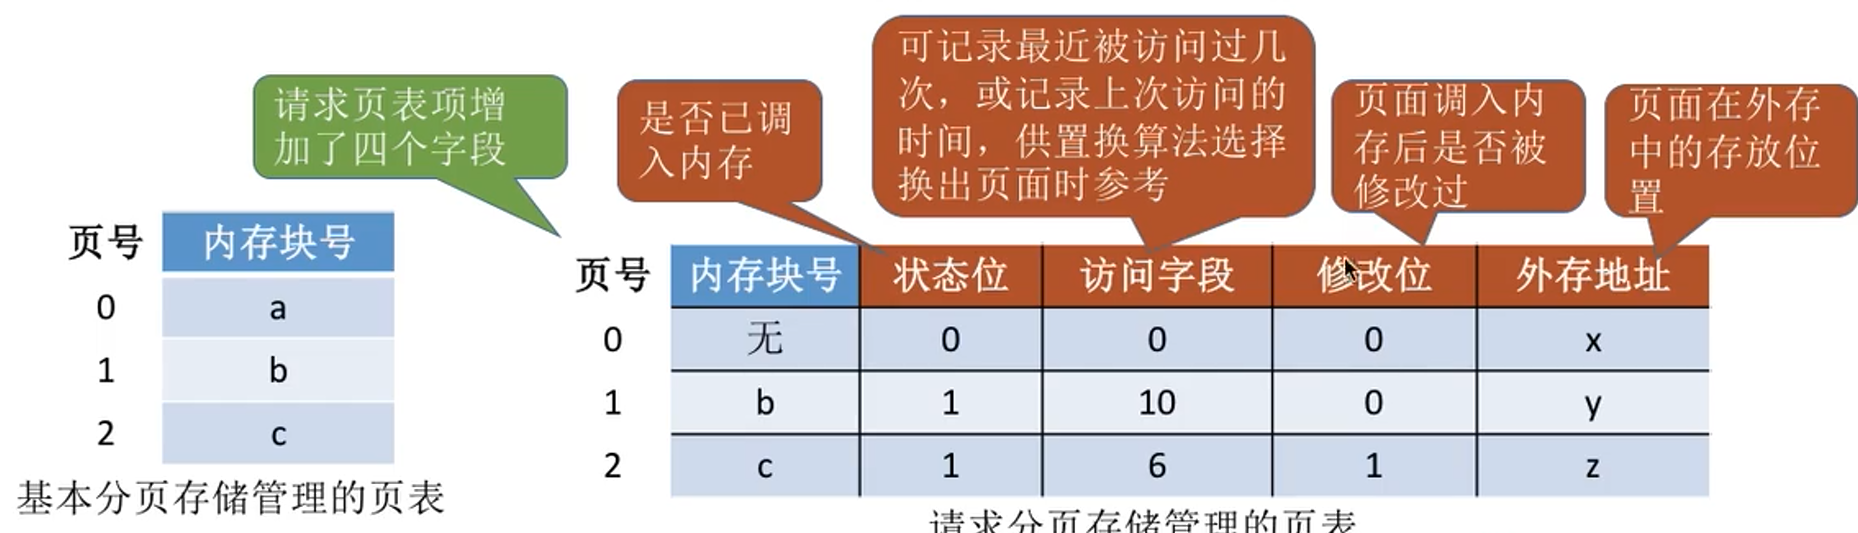 请求页表项增
加了四个字段
是否已调
入内存
可记录最近被访问过几
次，或记录上次访问的
时间，供置换算法选择
换出页面时参考
页面调入内
存后是否被
修改过
页面在外存
中的存放位
置
页号 内存块号
0 a
1 b
2 c
基本分页存储管理的页表
页号 内存块号 状态位 访问字段 修改位 外存地址
0 无 0 0 0 x
1 b 1 10 0 y
2 c 1 6 1 z
请求分页存储管理的页表